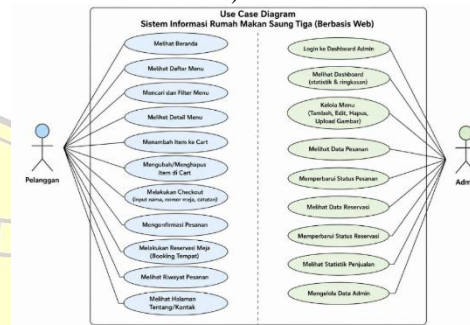 Use Case Diagram
Sistem Informasi Rumah Makan Saung Tiga (Berbasis Web)
Melihat Beranda
Melihat Daftar Menu
Mencari dan Filter Menu
Melihat Detail Menu
Menambah Item ke Cart
Mengubah/Menghapus
Item di Cart
Melakukan Checkout
(input nama, nomor meja, catatan)
Mengonfirmasi Pesanan
Melakukan Reservasi Meja
(Booking Tempat)
Melihat Riwayat Pesanan
Melihat Halaman
Tentang/Kontak
Pelanggan
Login ke Dashboard Admin
Melihat Dashboard
(statistik & ringkasan)
Kelola Menu
(Tambah, Edit, Hapus,
Upload Gambar)
Melihat Data Pesanan
Memperbarui Status Pesanan
Melihat Data Reservasi
Memperbarui Status Reservasi
Melihat Statistik Penjualan
Mengelola Data Admin